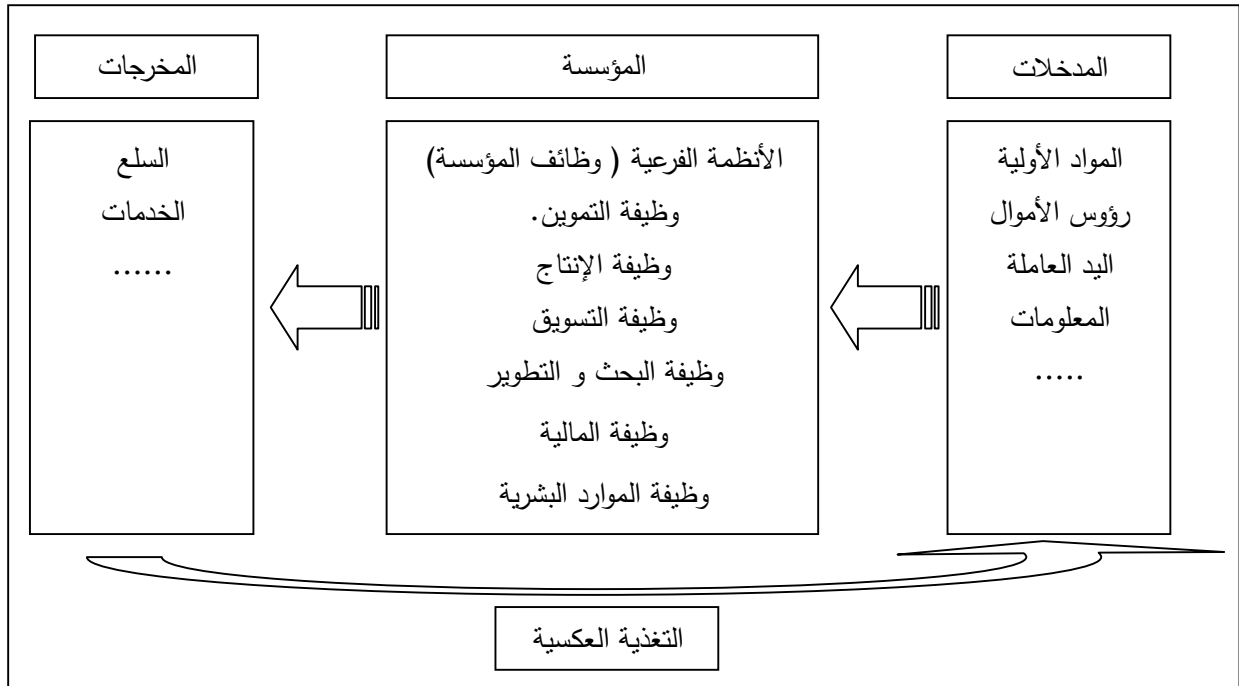 المدخلات
المؤسسة
المخرجات
المواد الأولية
رؤوس الأموال
اليد العاملة
المعلومات
.....
الأنظمة الفرعية ( وظائف المؤسسة)
وظيفة التموين.
وظيفة الإنتاج
وظيفة التسويق
وظيفة البحث و التطوير
وظيفة المالية
وظيفة الموارد البشرية
السلع
الخدمات
......
التغذية العكسية